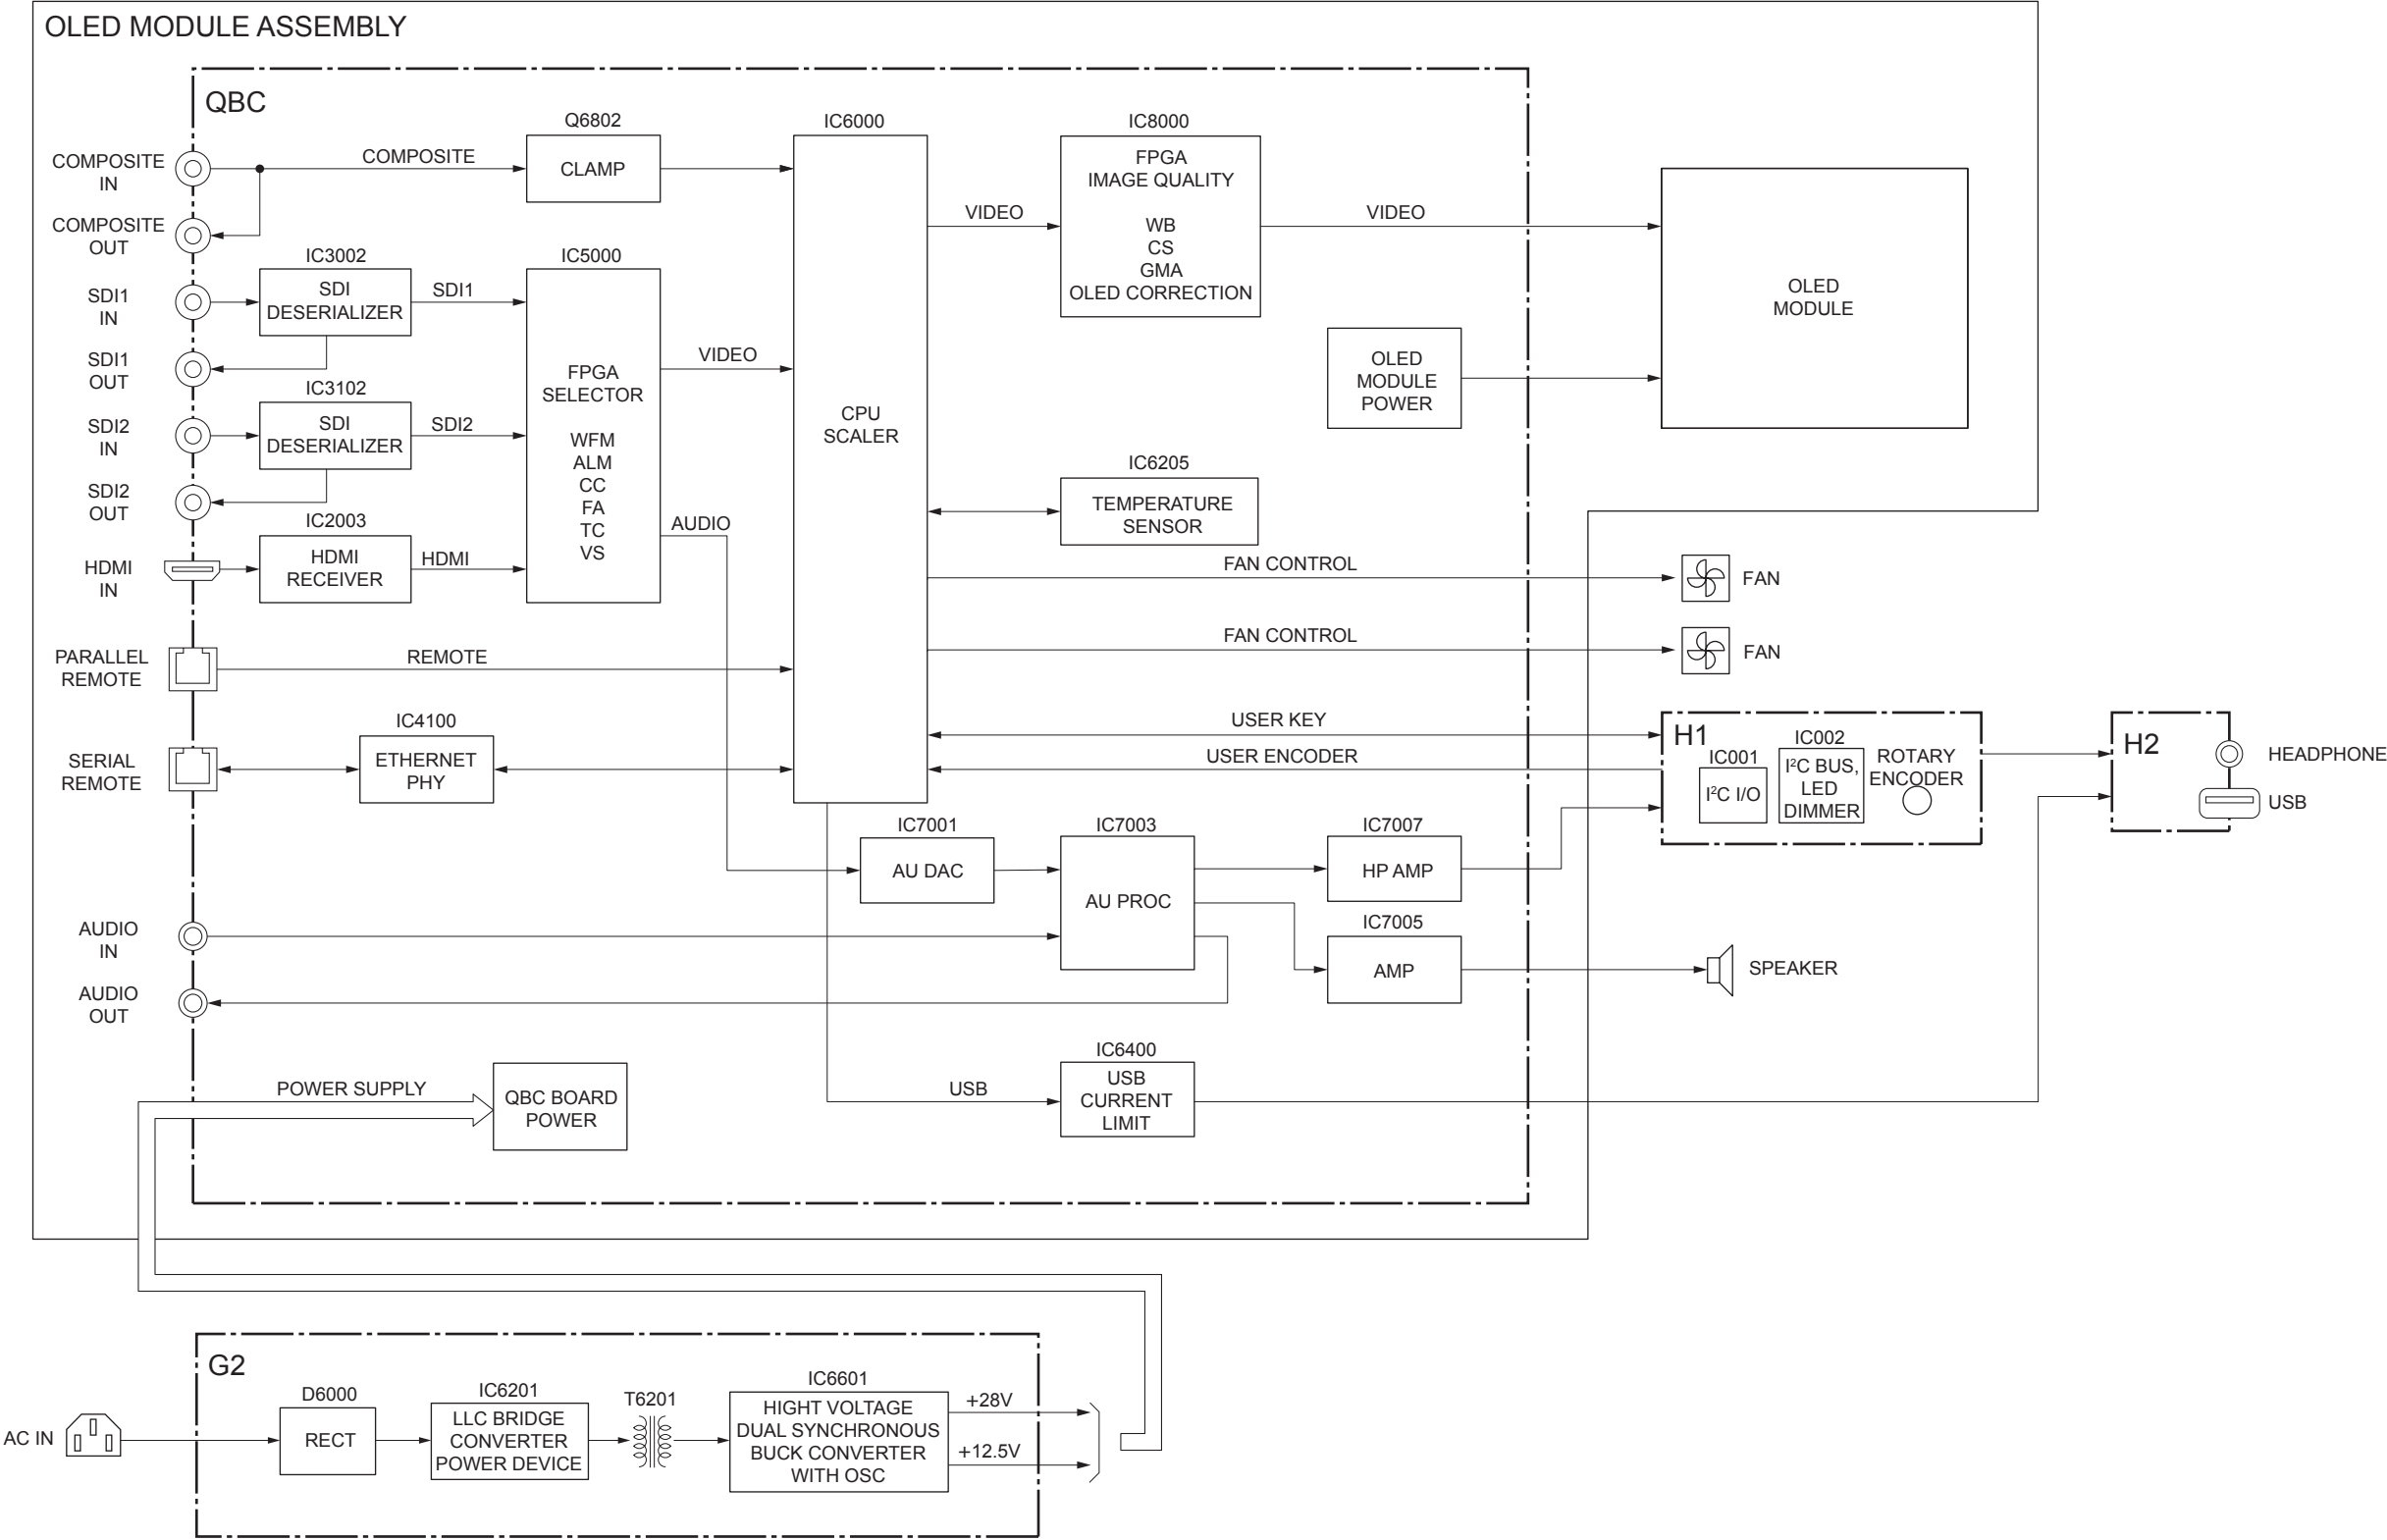 OLED MODULE ASSEMBLY
QBC
COMPOSITE
IN
COMPOSITE
Q6802
CLAMP
IC6000
CPU
SCALER
IC8000
FPGA
IMAGE QUALITY
WB
CS
GMA
OLED CORRECTION
VIDEO
VIDEO
OLED
MODULE
COMPOSITE
OUT
SDI1
IN
IC3002
SDI
DESERIALIZER
SDI1
IC5000
FPGA
SELECTOR
WFM
ALM
CC
FA
TC
VS
VIDEO
AUDIO
OLED
MODULE
POWER
SDI1
OUT
SDI2
IN
IC3102
SDI
DESERIALIZER
SDI2
SDI2
OUT
IC6205
TEMPERATURE
SENSOR
HDMI
IN
IC2003
HDMI
RECEIVER
HDMI
FAN CONTROL
FAN
FAN CONTROL
FAN
PARALLEL
REMOTE
REMOTE
SERIAL
REMOTE
IC4100
ETHERNET
PHY
USER KEY
USER ENCODER
H1
IC001
I²C I/O
IC002
I²C BUS,
LED
DIMMER
ROTARY
ENCODER
H2
HEADPHONE
USB
IC7001
AU DAC
IC7003
AU PROC
IC7007
HP AMP
IC7005
AMP
SPEAKER
AUDIO
IN
AUDIO
OUT
POWER SUPPLY
QBC BOARD
POWER
USB
IC6400
USB
CURRENT
LIMIT
G2
AC IN
D6000
RECT
IC6201
LLC BRIDGE
CONVERTER
POWER DEVICE
T6201
IC6601
HIGHT VOLTAGE
DUAL SYNCHRONOUS
BUCK CONVERTER
WITH OSC
+28V
+12.5V